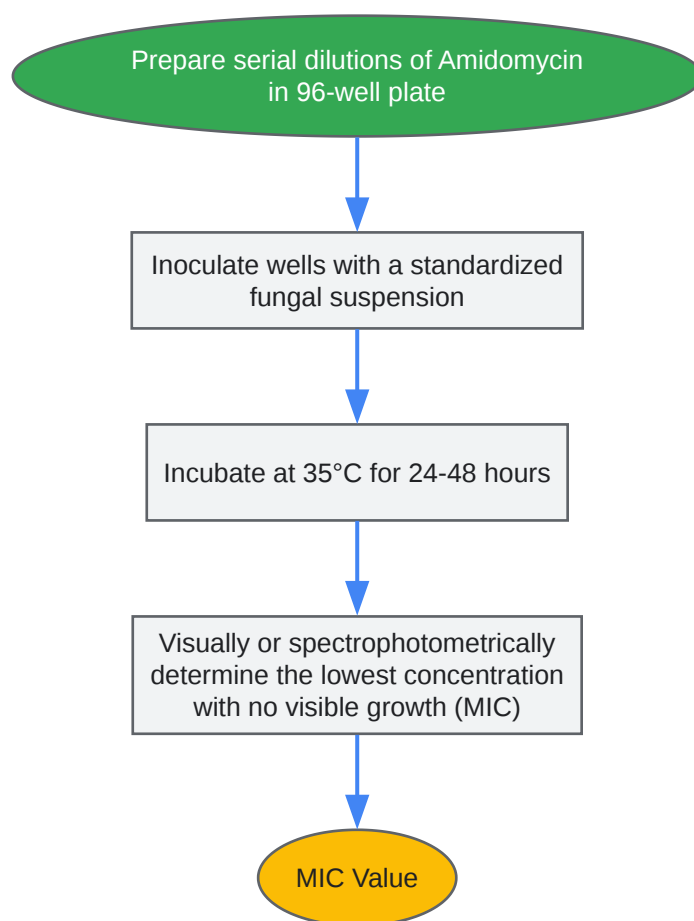 Prepare serial dilutions of Amidomycin
in 96-well plate
Inoculate wells with a standardized
fungal suspension
Incubate at 35°C for 24-48 hours
Visually or spectrophotometrically
determine the lowest concentration
with no visible growth (MIC)
MIC Value